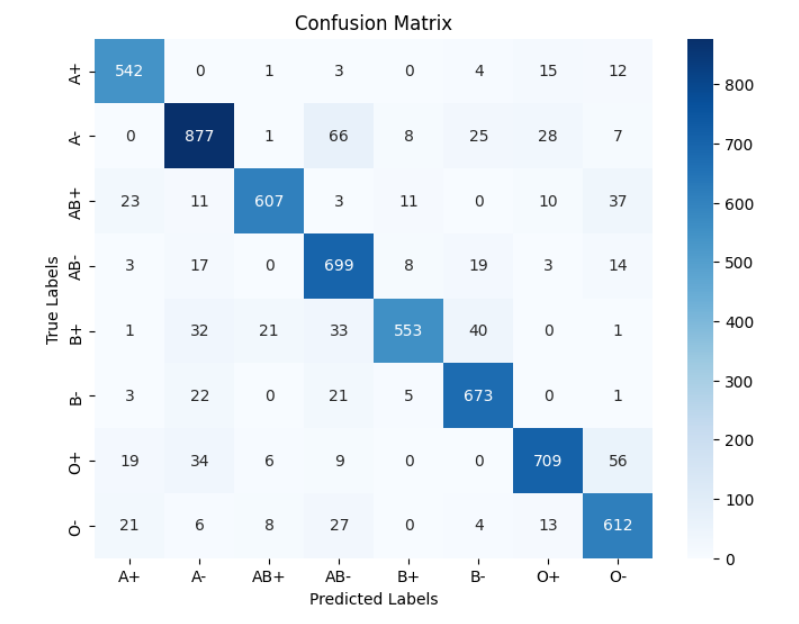 Confusion Matrix
True Labels
A+ 542 0 1 3 0 4 15 12
A- 0 877 1 66 8 25 28 7
AB+ 23 11 607 3 11 0 10 37
AB- 3 17 0 699 8 19 3 14
B+ 1 32 21 33 553 40 0 1
B- 3 22 0 21 5 673 0 1
O+ 19 34 6 9 0 0 709 56
O- 21 6 8 27 0 4 13 612
A+ A- AB+ AB- B+ B- O+ O-
Predicted Labels
800
700
600
500
400
300
200
100
0